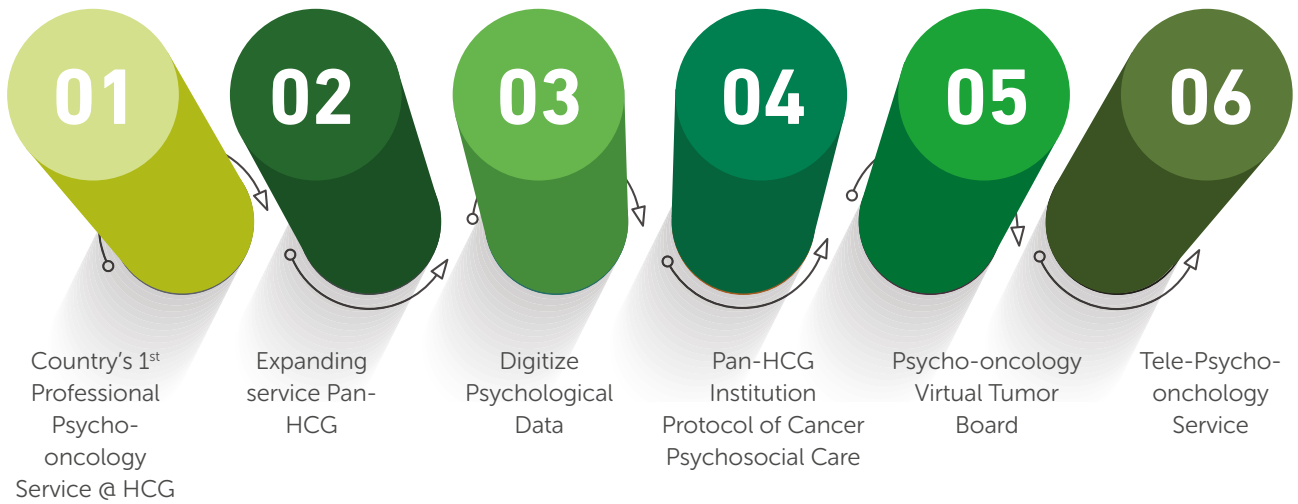 01
02
03
04
05
06
Country's 1st
Professional
Psycho-
oncology
Service @ HCG
Expanding
service Pan-
HCG
Digitize
Psychological
Data
Pan-HCG
Institution
Protocol of Cancer
Psychosocial Care
Psycho-oncology
Virtual Tumor
Board
Tele-Psycho-
onchology
Service